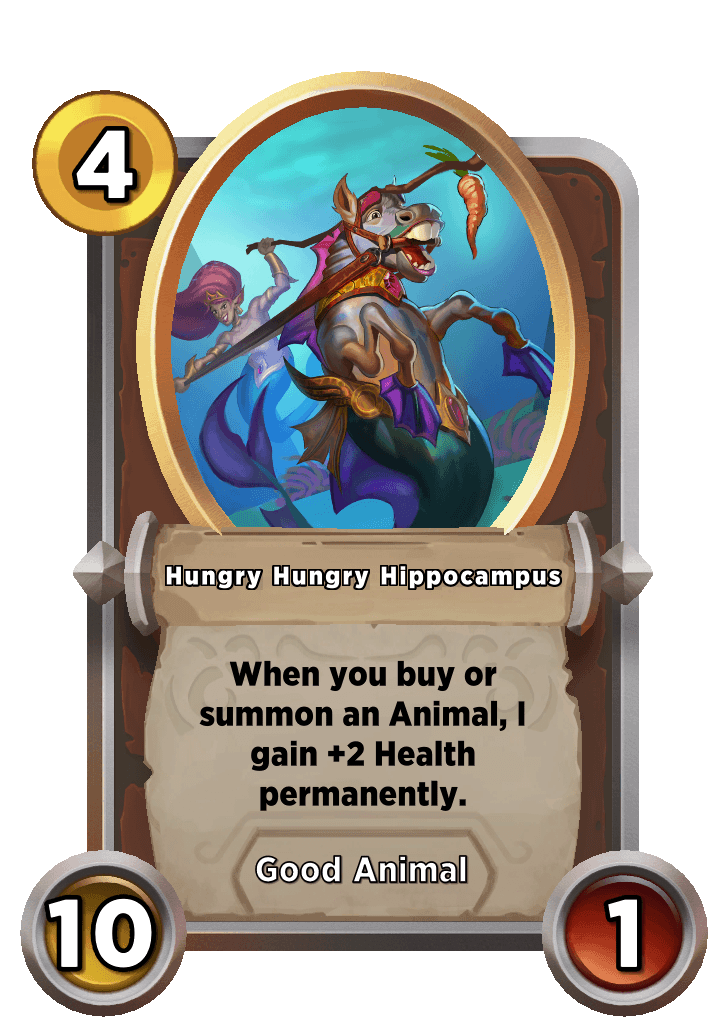 4
Hungry Hungry Hippocampus
When you buy or
summon an Animal, I
gain +2 Health
permanently.
Good Animal
10
1